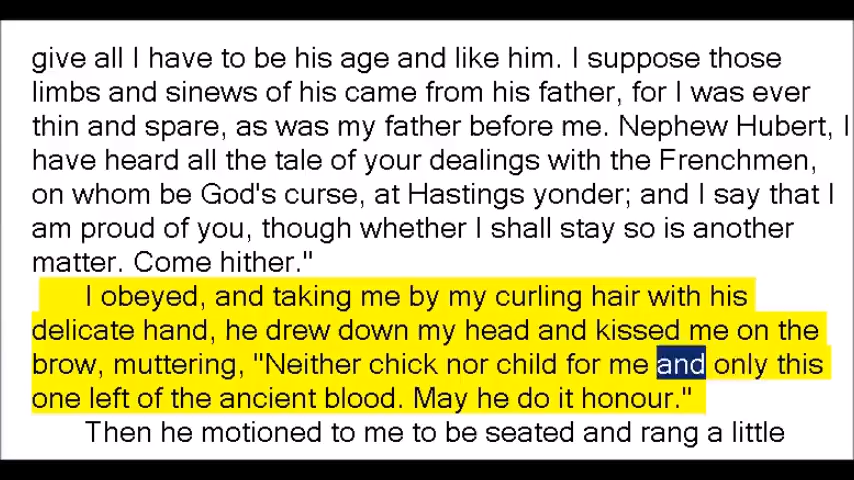 give all I have to be his age and like him. I suppose those
limbs and sinews of his came from his father, for I was ever
thin and spare, as was my father before me. Nephew Hubert, I
have heard all the tale of your dealings with the Frenchmen,
on whom be God's curse, at Hastings yonder; and I say that I
am proud of you, though whether I shall stay so is another
matter. Come hither."
I obeyed, and taking me by my curling hair with his
delicate hand, he drew down my head and kissed me on the
brow, muttering, "Neither chick nor child for me and only this
one left of the ancient blood. May he do it honour."
Then he motioned to me to be seated and rang a little